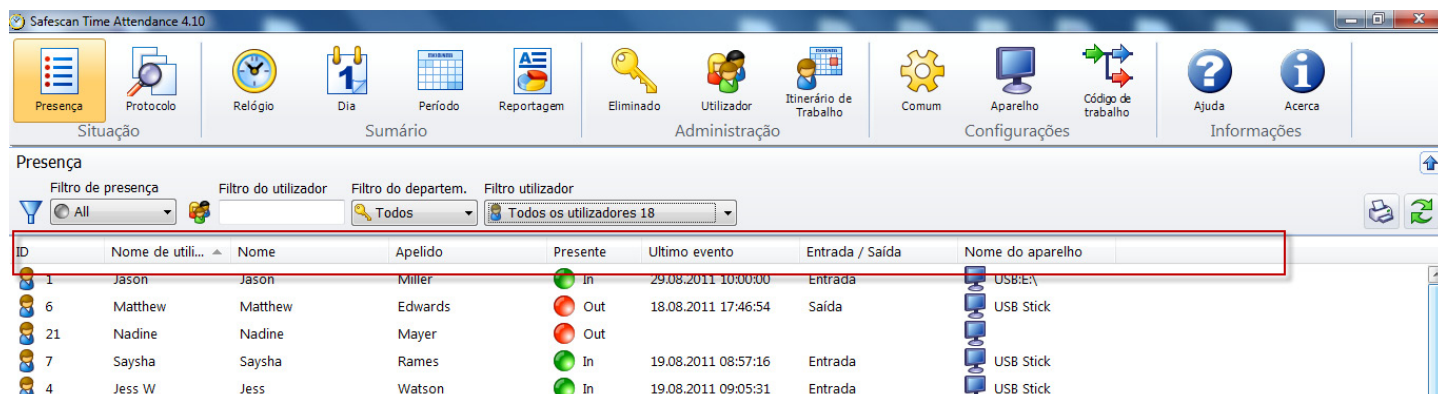 Safescan Time Attendance 4.10
Presença Protocolo Relógio Dia Período Reportagem Eliminado Utilizador Itinerário de Trabalho Comum Aparelho Código de trabalho Ajuda Acerca
Situação Sumário Administração Configurações Informações
Presença
Filtro de presença Filtro do utilizador Filtro do departem. Filtro utilizador
All Todos Todos os utilizadores 18
ID Nome de utili... Nome Apelido Presente Ultimo evento Entrada / Saída Nome do aparelho
1 Jason Jason Miller In 29.08.2011 10:00:00 Entrada USB:E:\
6 Matthew Matthew Edwards Out 18.08.2011 17:46:54 Saída USB Stick
21 Nadine Nadine Mayer Out
7 Saysha Saysha Rames In 19.08.2011 08:57:16 Entrada USB Stick
4 Jess W Jess Watson In 19.08.2011 09:05:31 Entrada USB Stick